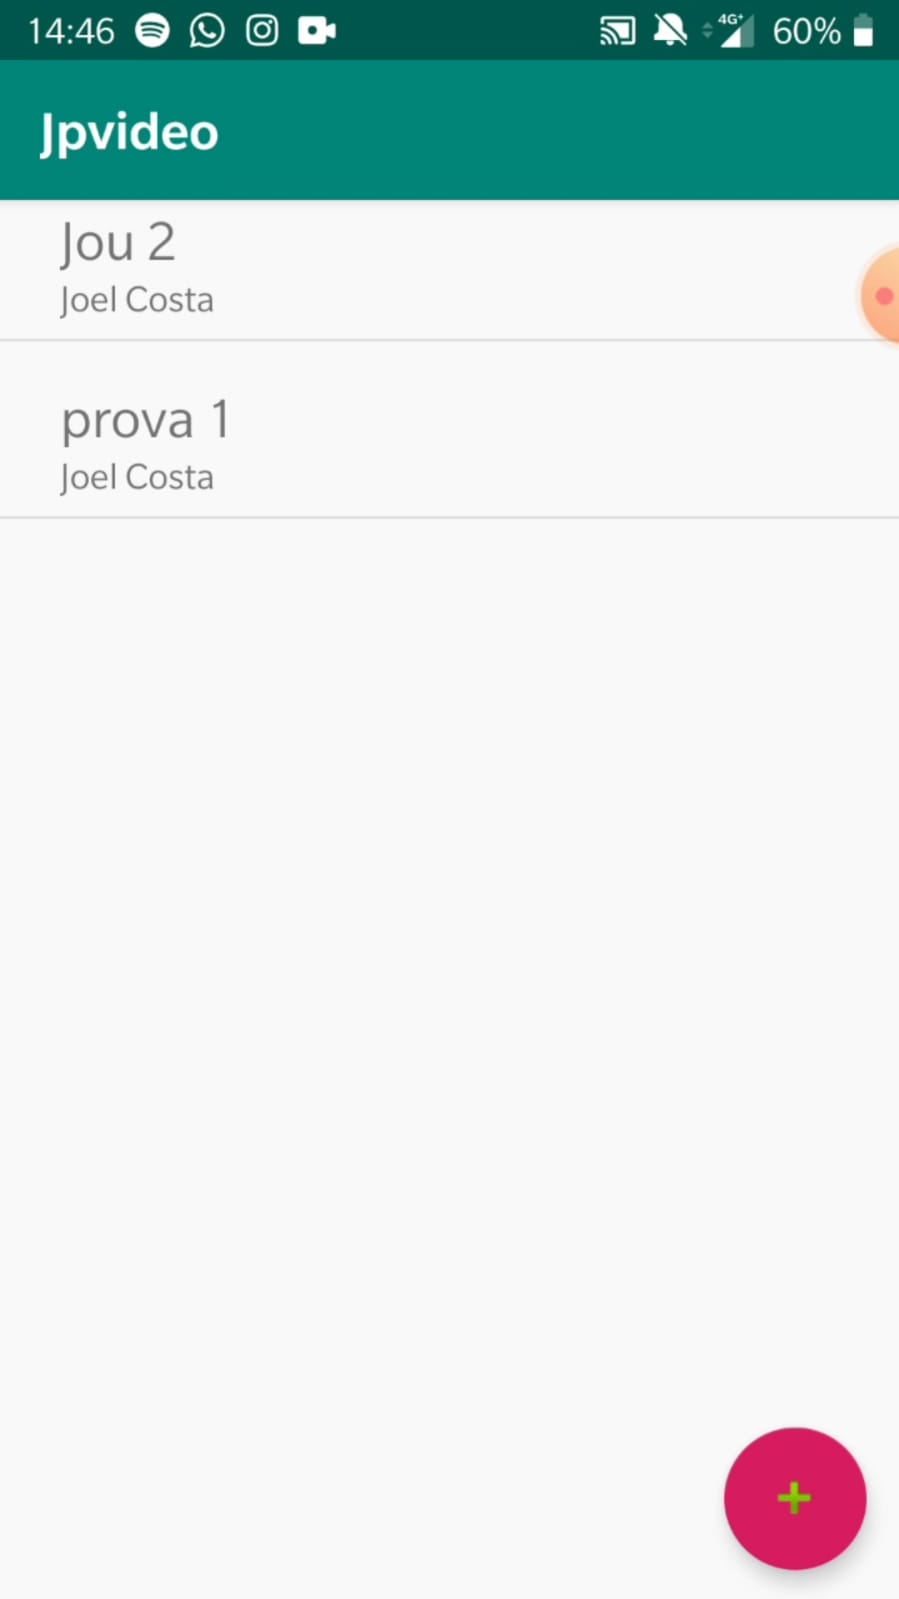 14:46 4G+ 60%
Jpvideo
Jou 2
Joel Costa
prova 1
Joel Costa
+